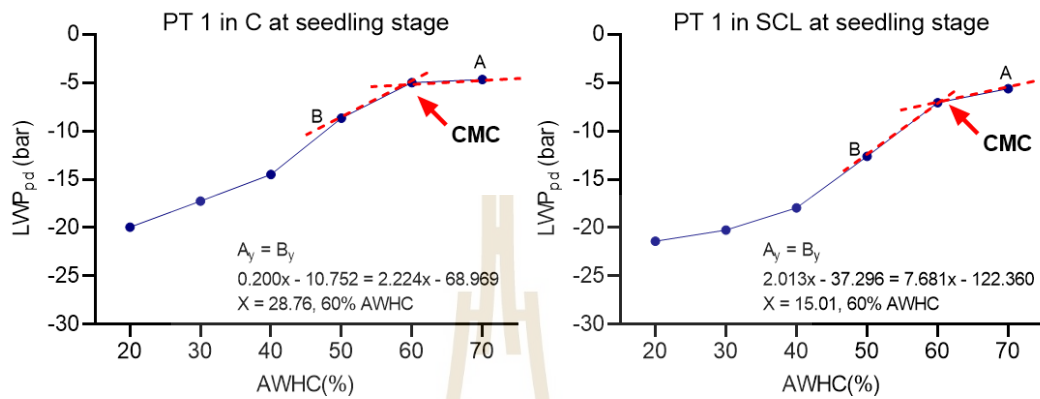 PT 1 in C at seedling stage
0
-5
-10
-15
-20
-25
-30
LWPpd (bar)
A
B
CMC
Ay = By
0.200x - 10.752 = 2.224x - 68.969
X = 28.76, 60% AWHC
20 30 40 50 60 70
AWHC(%)
PT 1 in SCL at seedling stage
0
-5
-10
-15
-20
-25
-30
LWPpd (bar)
A
B
CMC
Ay = By
2.013x - 37.296 = 7.681x - 122.360
X = 15.01, 60% AWHC
20 30 40 50 60 70
AWHC(%)